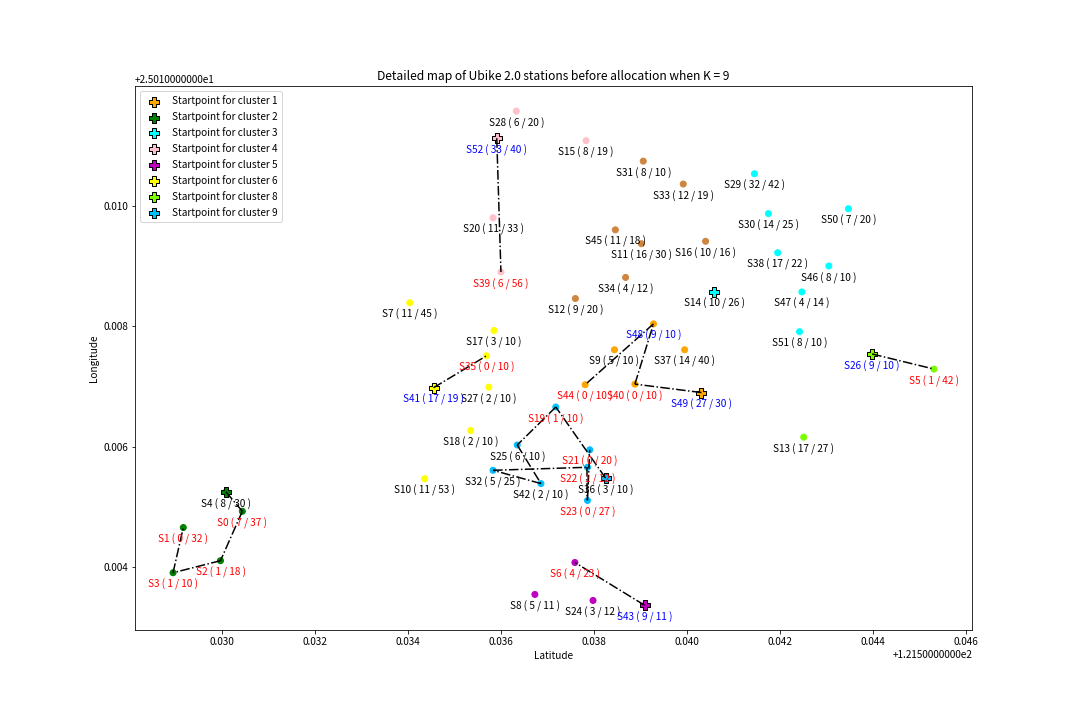 Detailed map of Ubike 2.0 stations before allocation when K = 9
+2.5010000000e1
Startpoint for cluster 1
Startpoint for cluster 2
Startpoint for cluster 3
Startpoint for cluster 4
Startpoint for cluster 5
Startpoint for cluster 6
Startpoint for cluster 8
Startpoint for cluster 9
S28 ( 6 / 20 )
S52 ( 33 / 40 )
S15 ( 8 / 19 )
S31 ( 8 / 10 )
S29 ( 32 / 42 )
S33 ( 12 / 19 )
0.010
S50 ( 7 / 20 )
S30 ( 14 / 25 )
S20 ( 11 / 33 )
S45 ( 11 / 18 )
S11 ( 16 / 30 )
S16 ( 10 / 16 )
S38 ( 17 / 22 )
S46 ( 8 / 10 )
S39 ( 6 / 56 )
S34 ( 4 / 12 )
S14 ( 10 / 26 )
S47 ( 4 / 14 )
S7 ( 11 / 45 )
S12 ( 9 / 20 )
0.008
S17 ( 3 / 10 )
S48 ( 9 / 10 )
S51 ( 8 / 10 )
S35 ( 0 / 10 )
S9 ( 5 / 10 )
S37 ( 14 / 40 )
S26 ( 9 / 10 )
S5 ( 1 / 42 )
Longitude
S41 ( 17 / 19 )
S27 ( 2 / 10 )
S44 ( 0 / 10 )
S40 ( 0 / 10 )
S49 ( 27 / 30 )
S19 ( 1 / 10 )
0.006
S18 ( 2 / 10 )
S13 ( 17 / 27 )
S25 ( 6 / 10 )
S21 ( 0 / 20 )
S32 ( 5 / 25 )
S22 (
S10 ( 11 / 53 )
S42 ( 2 / 10 )
S36 ( 3 / 10 )
S4 ( 8 / 30 )
S23 ( 0 / 27 )
S0 ( 7 / 37 )
S1 ( 0 / 32 )
0.004
S2 ( 1 / 18 )
S3 ( 1 / 10 )
S6 ( 4 / 23 )
S8 ( 5 / 11 )
S24 ( 3 / 12 )
S43 ( 9 / 11 )
0.030 0.032 0.034 0.036 0.038 0.040 0.042 0.044 0.046
Latitude
+1.2150000000e2